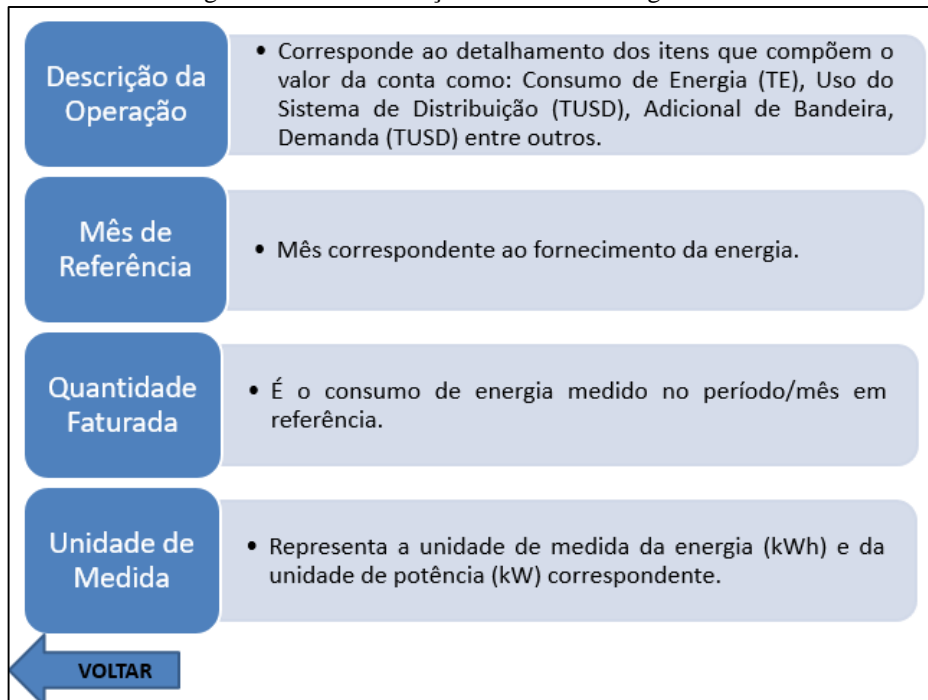 Descrição da
Operação
• Corresponde ao detalhamento dos itens que compõem o
valor da conta como: Consumo de Energia (TE), Uso do
Sistema de Distribuição (TUSD), Adicional de Bandeira,
Demanda (TUSD) entre outros.
Mês de
Referência
• Mês correspondente ao fornecimento da energia.
Quantidade
Faturada
• É o consumo de energia medido no período/mês em
referência.
Unidade de
Medida
• Representa a unidade de medida da energia (kWh) e da
unidade de potência (kW) correspondente.
VOLTAR